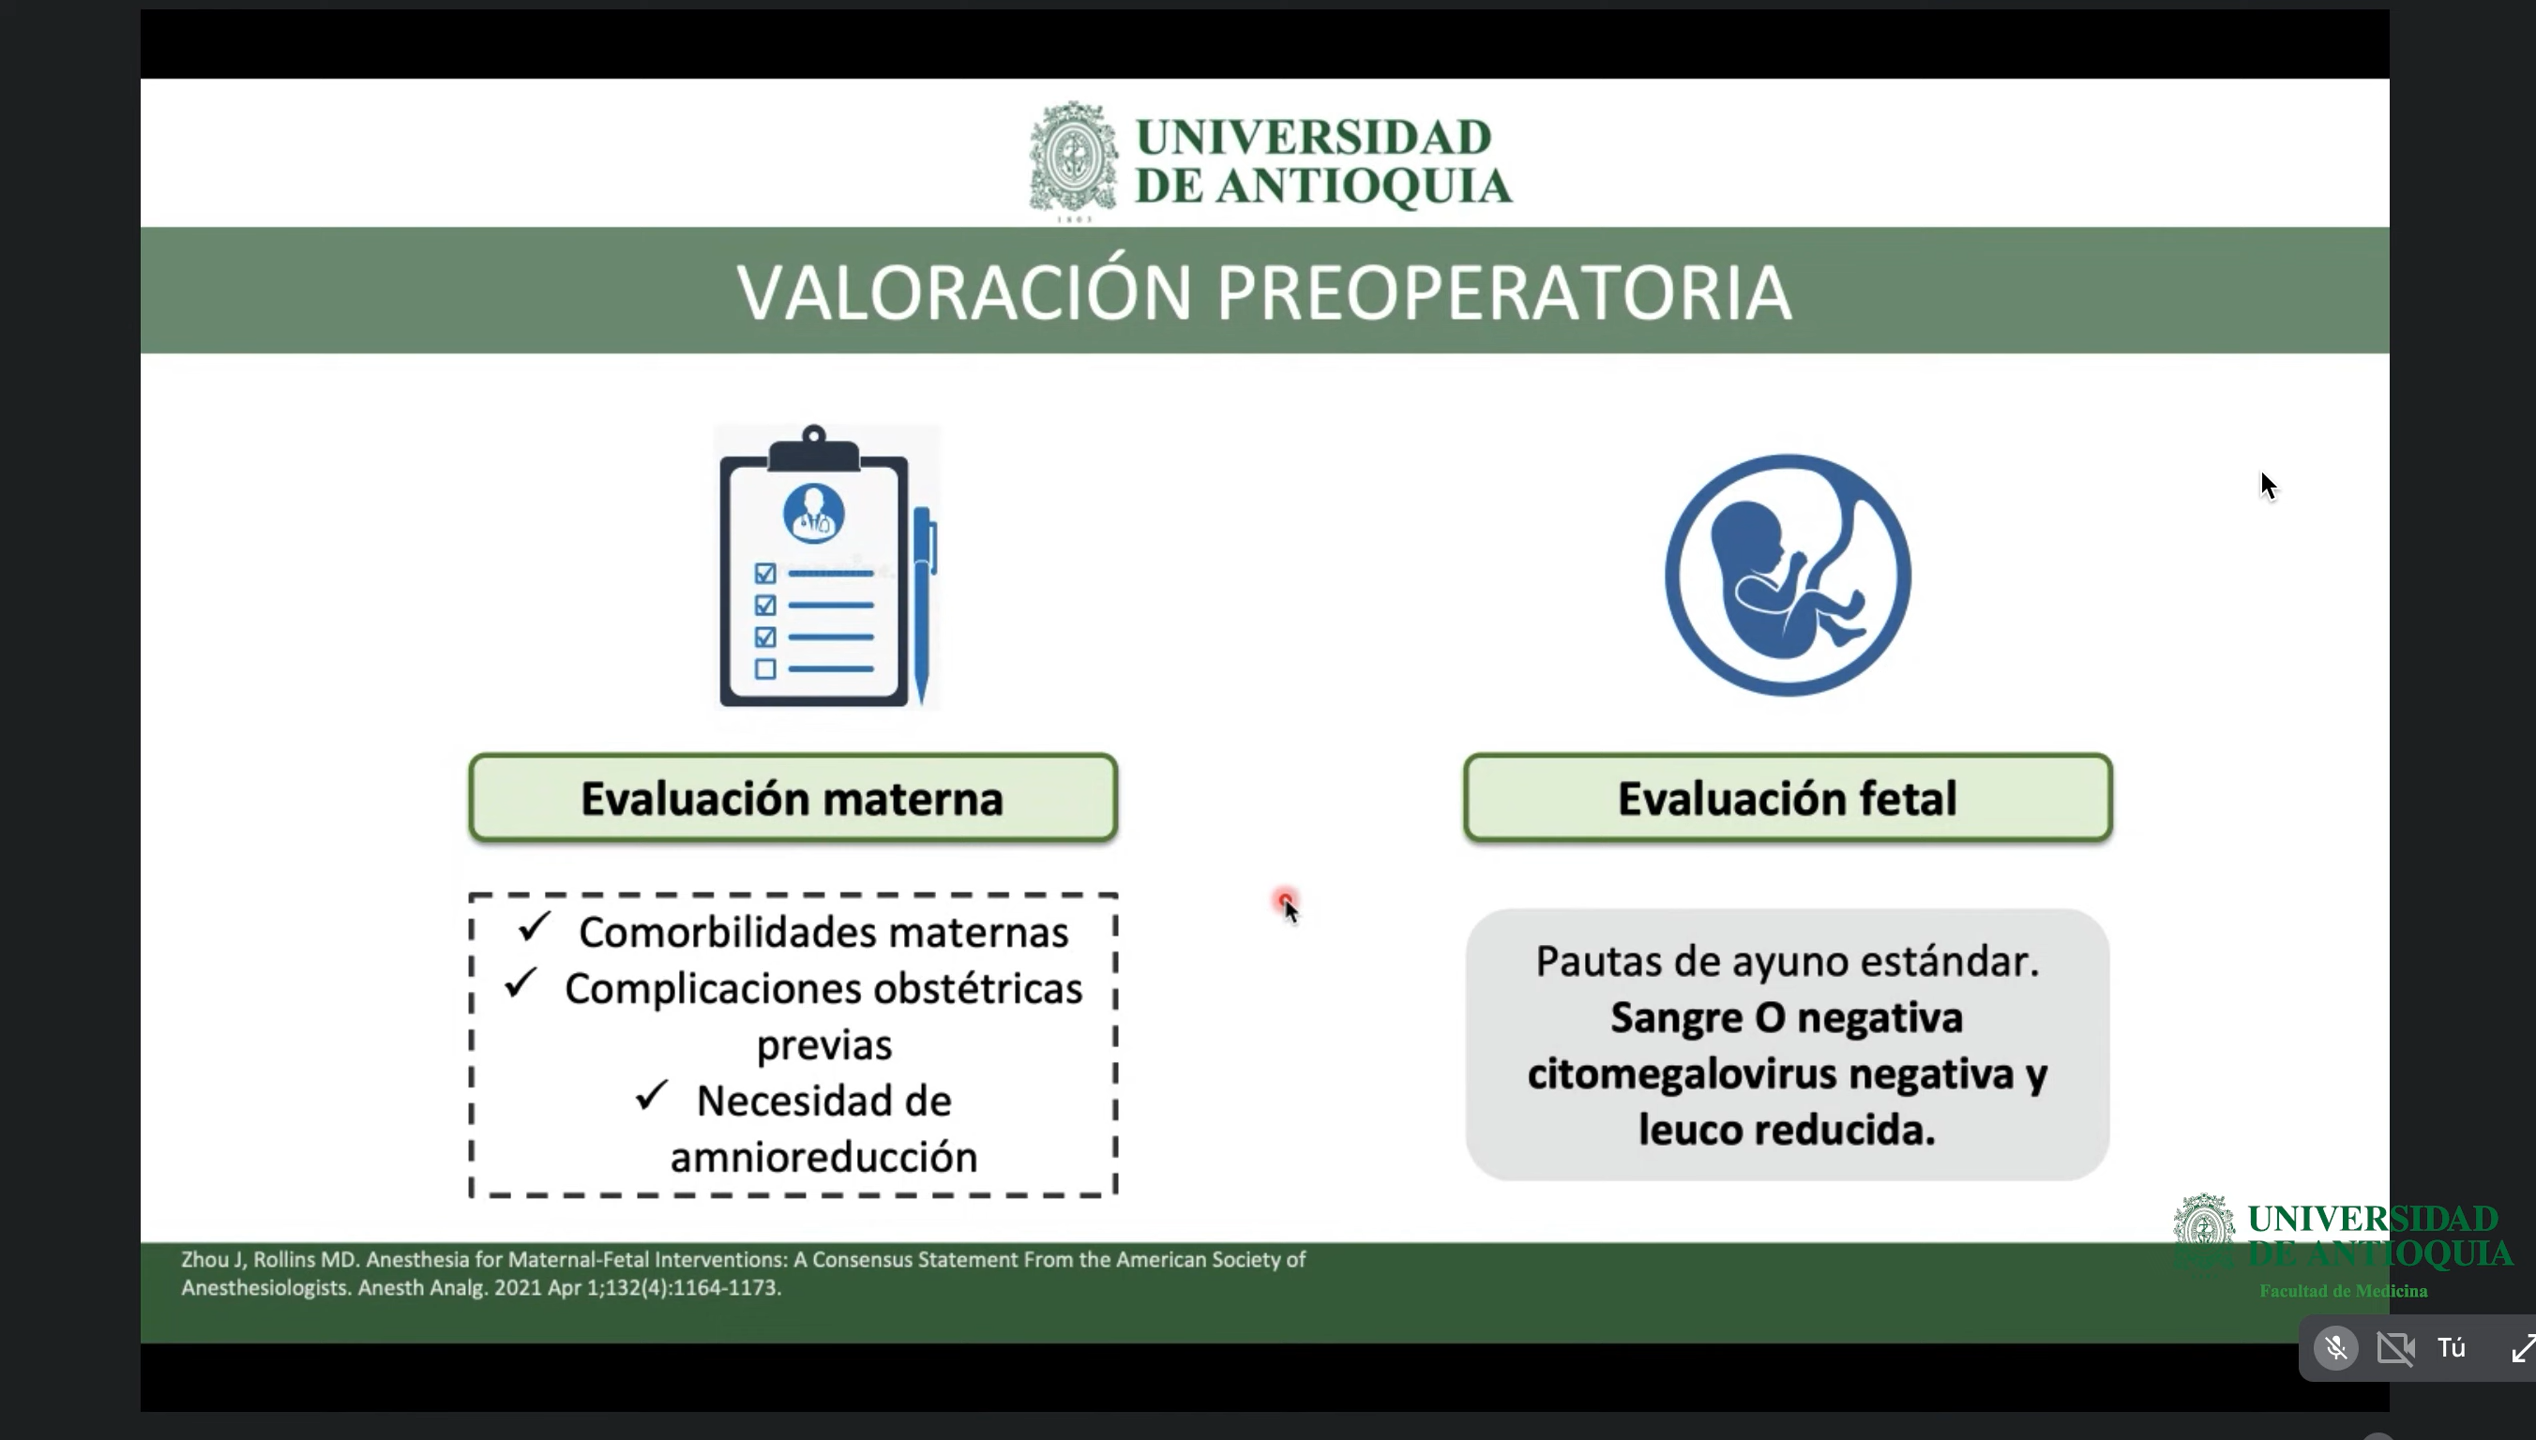 UNIVERSIDAD
DE ANTIOQUIA
1803
VALORACIÓN PREOPERATORIA
Evaluación materna
✓ Comorbilidades maternas
✓ Complicaciones obstétricas
previas
✓ Necesidad de
amnioreducción
Evaluación fetal
Pautas de ayuno estándar.
Sangre O negativa
citomegalovirus negativa y
leuco reducida.
Zhou J, Rollins MD. Anesthesia for Maternal-Fetal Interventions: A Consensus Statement From the American Society of
Anesthesiologists. Anesth Analg. 2021 Apr 1;132(4):1164-1173.
UNIVERSIDAD
DE ANTIOQUIA
Facultad de Medicina
Tú